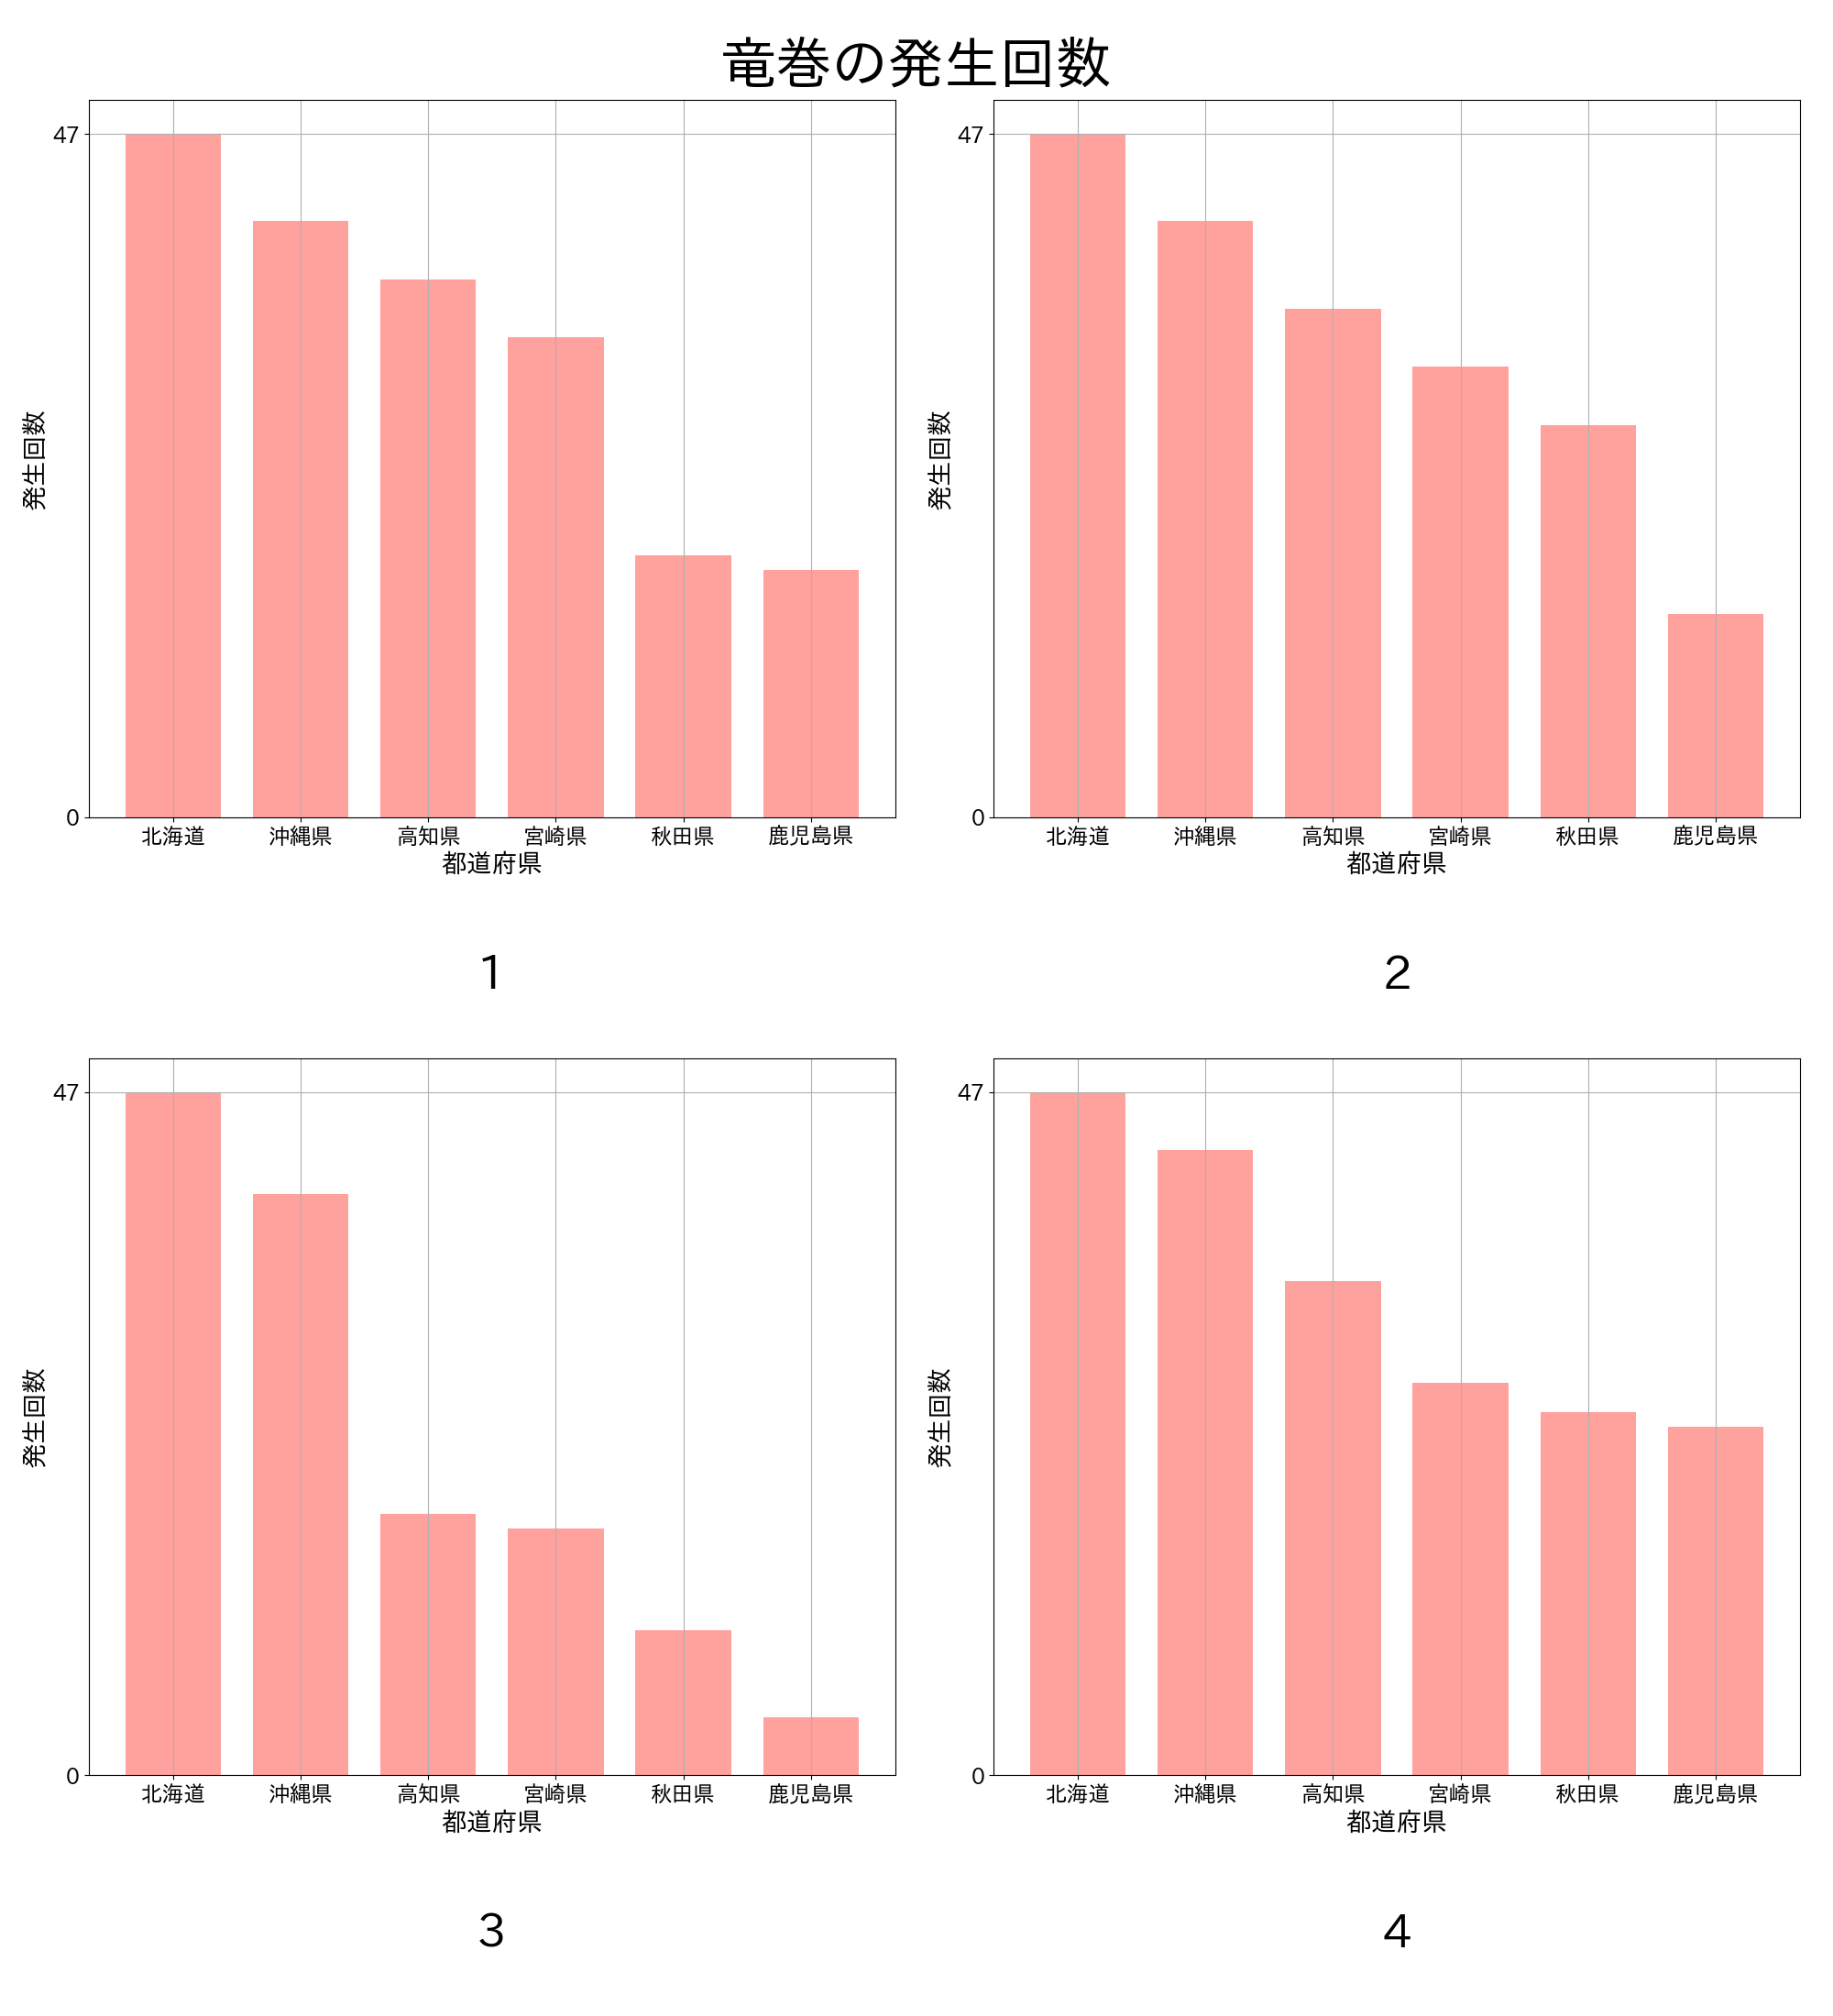 竜巻の発生回数
47
0
発生回数
北海道 沖縄県 高知県 宮崎県 秋田県 鹿児島県
都道府県
1
47
0
発生回数
北海道 沖縄県 高知県 宮崎県 秋田県 鹿児島県
都道府県
2
47
0
発生回数
北海道 沖縄県 高知県 宮崎県 秋田県 鹿児島県
都道府県
3
47
0
発生回数
北海道 沖縄県 高知県 宮崎県 秋田県 鹿児島県
都道府県
4